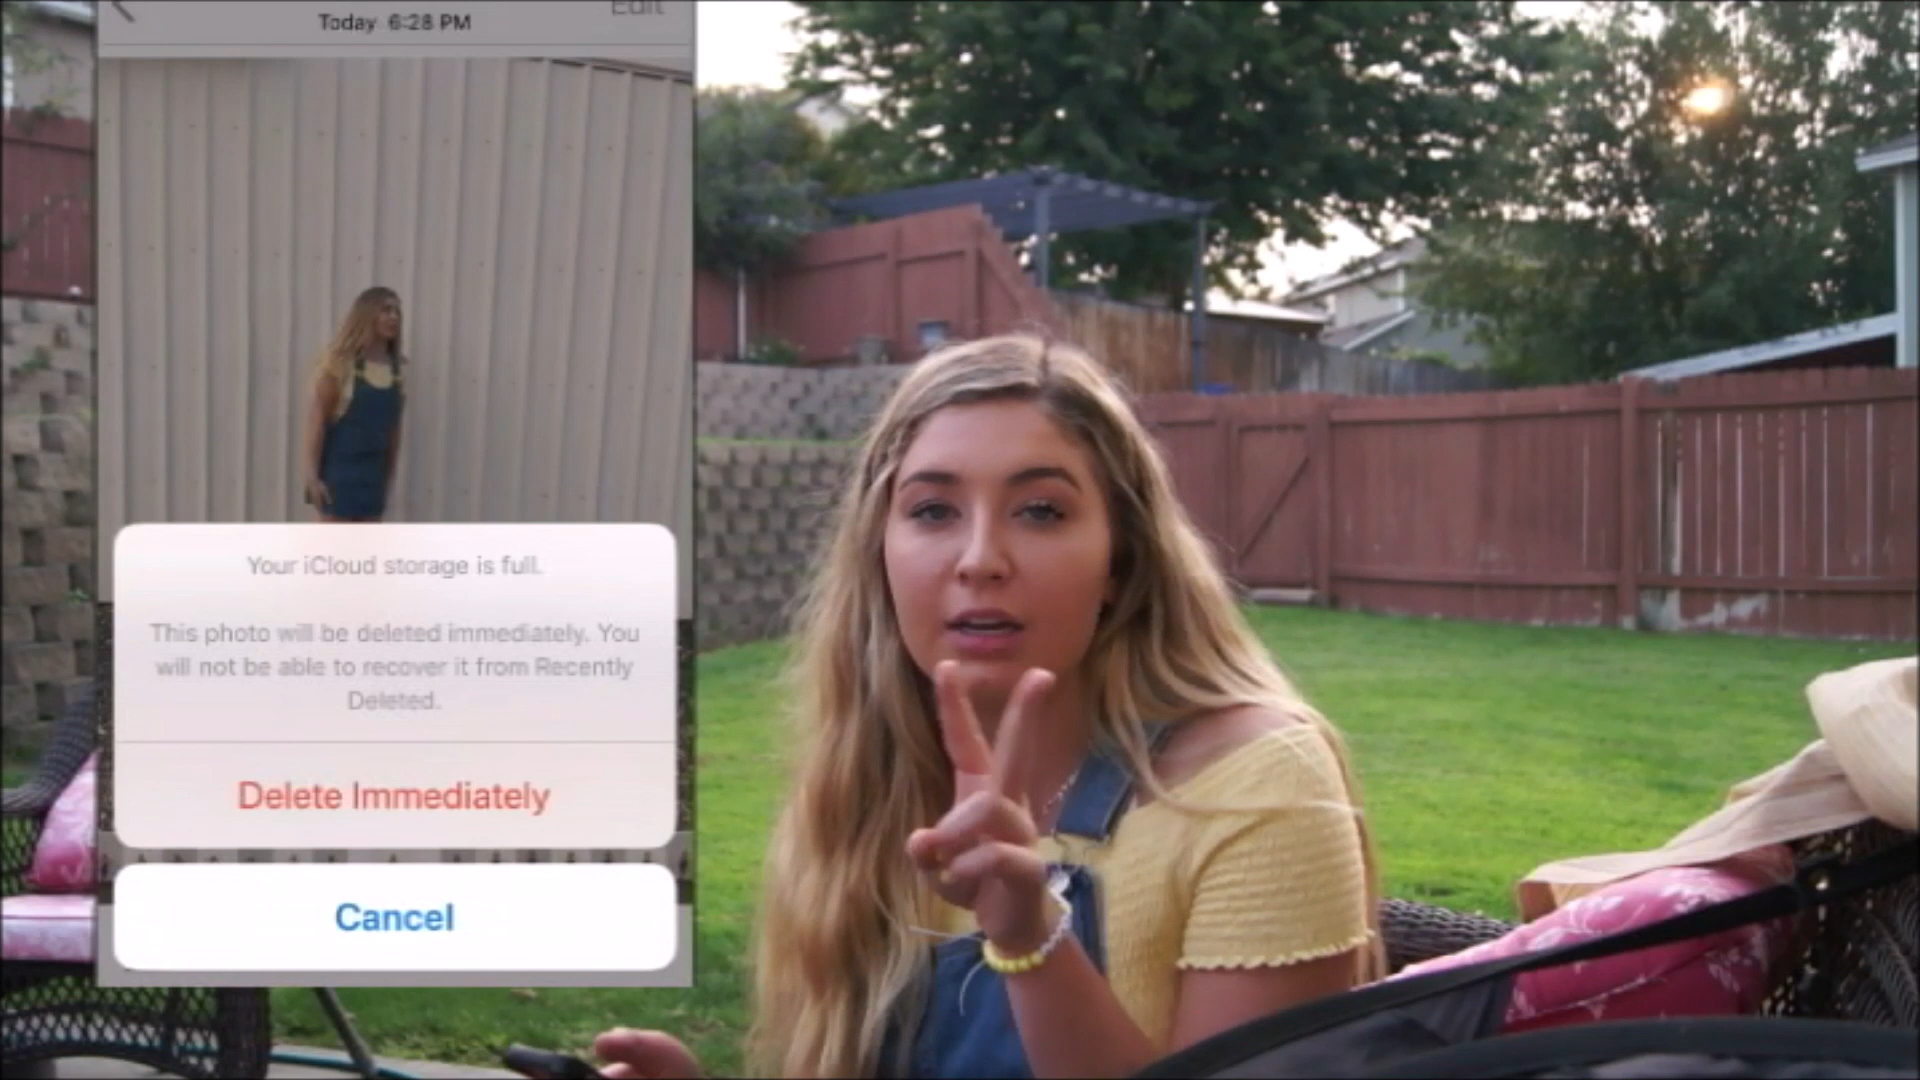 Today 6:28 PM
Edit
Your iCloud storage is full.
This photo will be deleted immediately. You
will not be able to recover it from Recently
Deleted.
Delete Immediately
Cancel